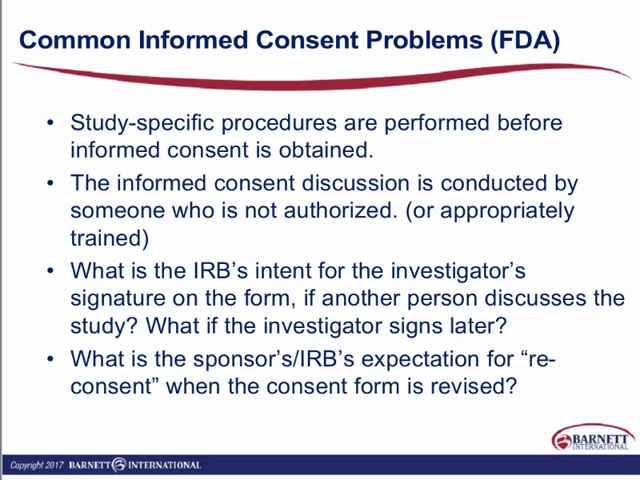 Common Informed Consent Problems (FDA)
• Study-specific procedures are performed before
informed consent is obtained.
• The informed consent discussion is conducted by
someone who is not authorized. (or appropriately
trained)
• What is the IRB’s intent for the investigator’s
signature on the form, if another person discusses the
study? What if the investigator signs later?
• What is the sponsor’s/IRB’s expectation for “re-
consent” when the consent form is revised?
BARNETT
INTERNATIONAL
Copyright 2017 BARNETT INTERNATIONAL